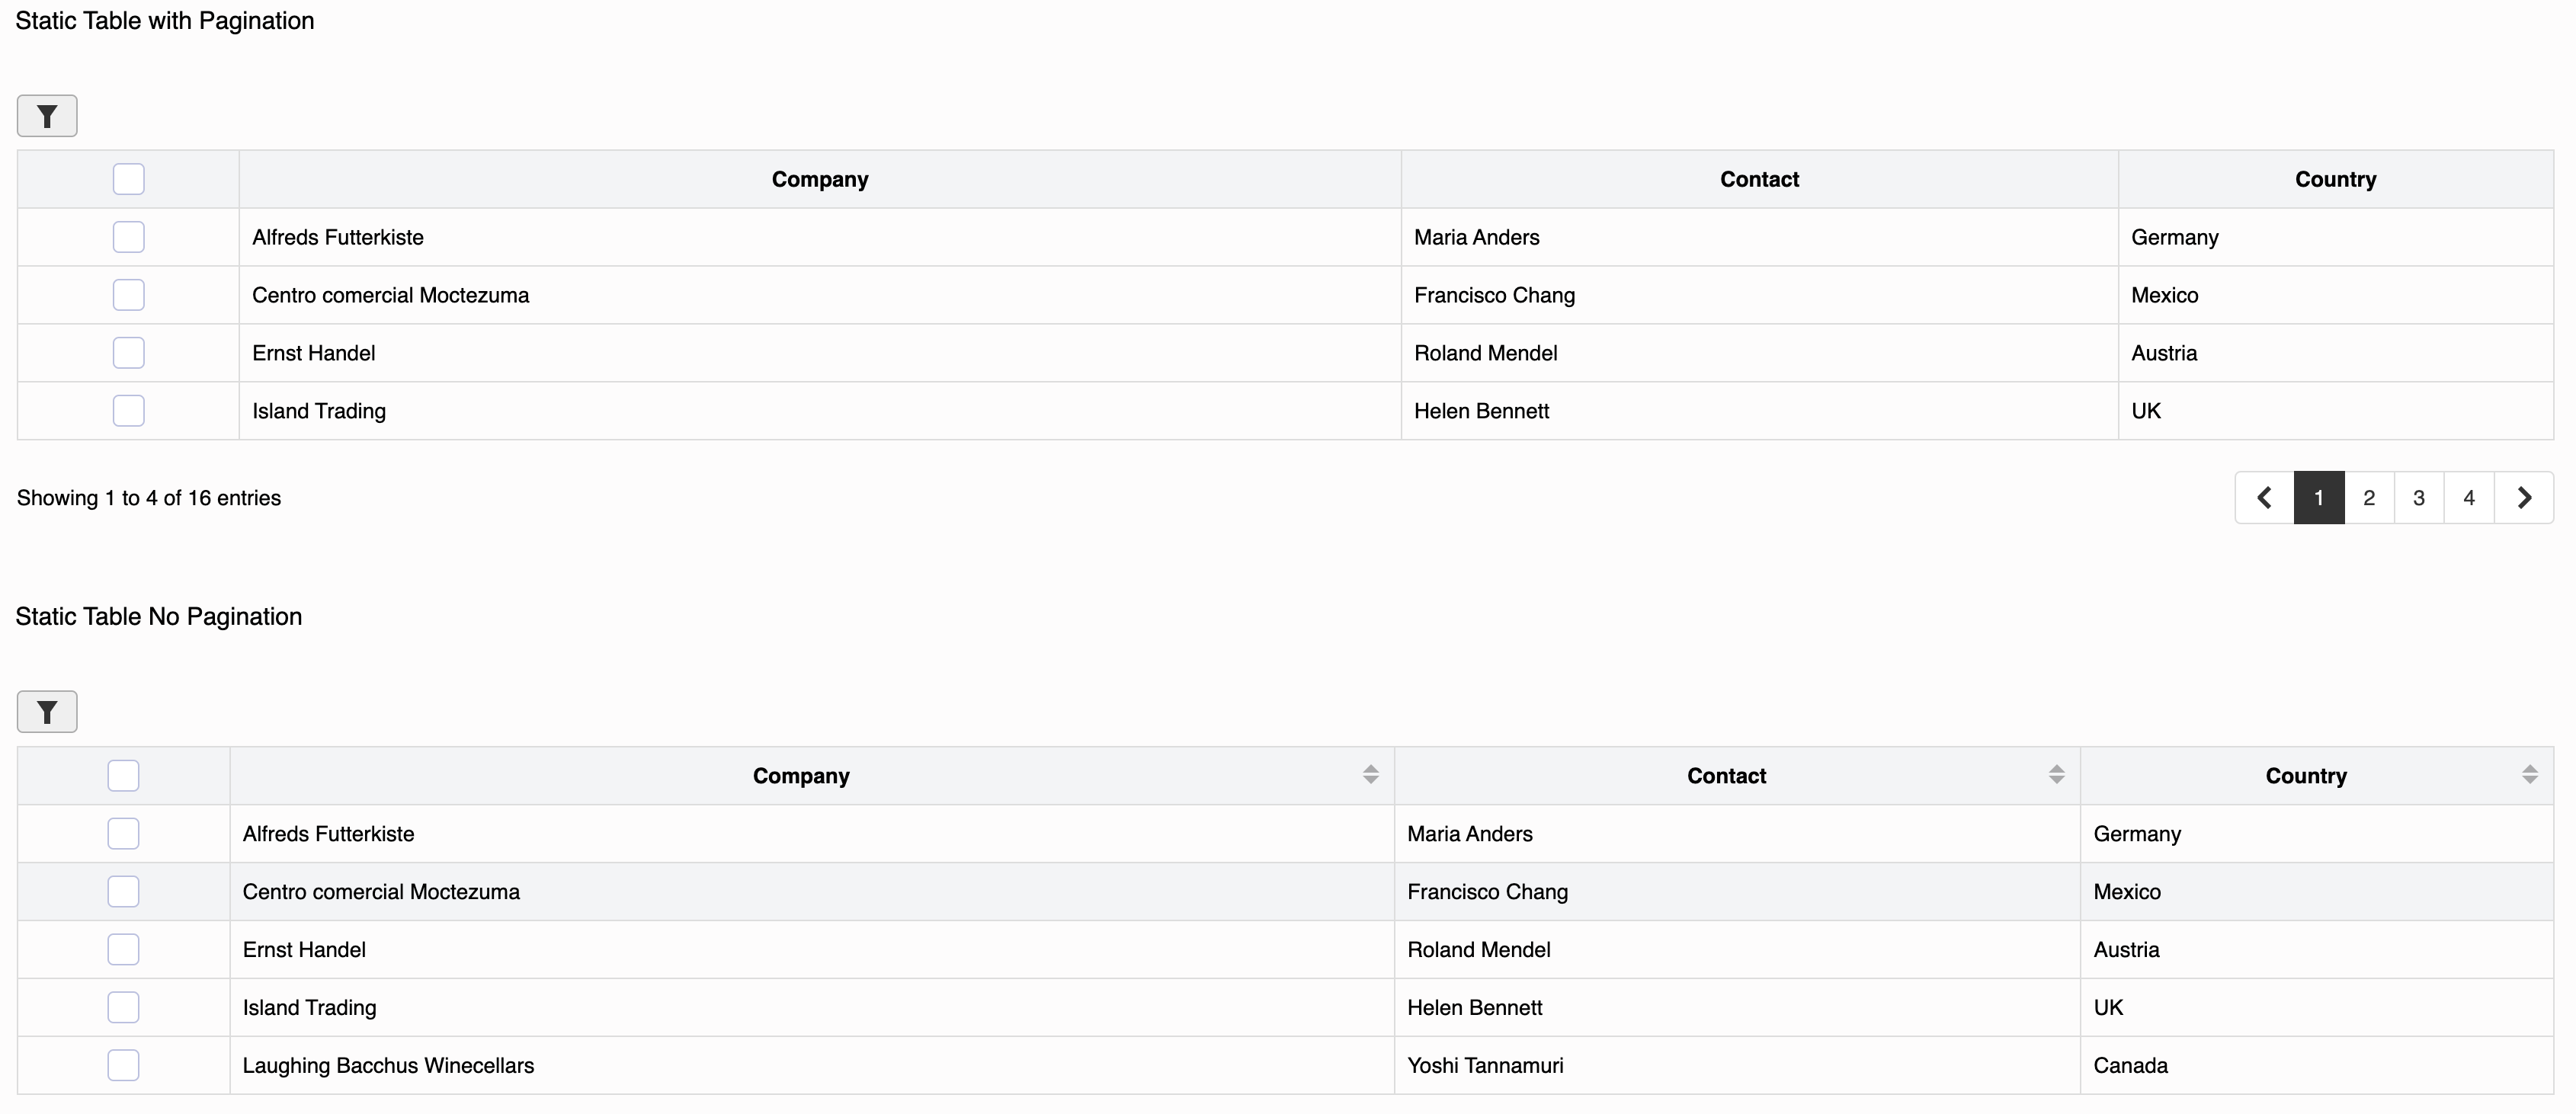 Static Table with Pagination
Company Contact Country
Alfreds Futterkiste Maria Anders Germany
Centro comercial Moctezuma Francisco Chang Mexico
Ernst Handel Roland Mendel Austria
Island Trading Helen Bennett UK
Showing 1 to 4 of 16 entries 1 2 3 4
Static Table No Pagination
Company Contact Country
Alfreds Futterkiste Maria Anders Germany
Centro comercial Moctezuma Francisco Chang Mexico
Ernst Handel Roland Mendel Austria
Island Trading Helen Bennett UK
Laughing Bacchus Winecellars Yoshi Tannamuri Canada